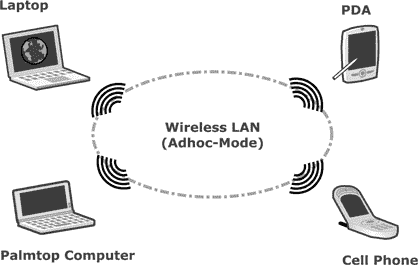 Laptop
PDA
Wireless LAN
(Adhoc-Mode)
Palmtop Computer
Cell Phone